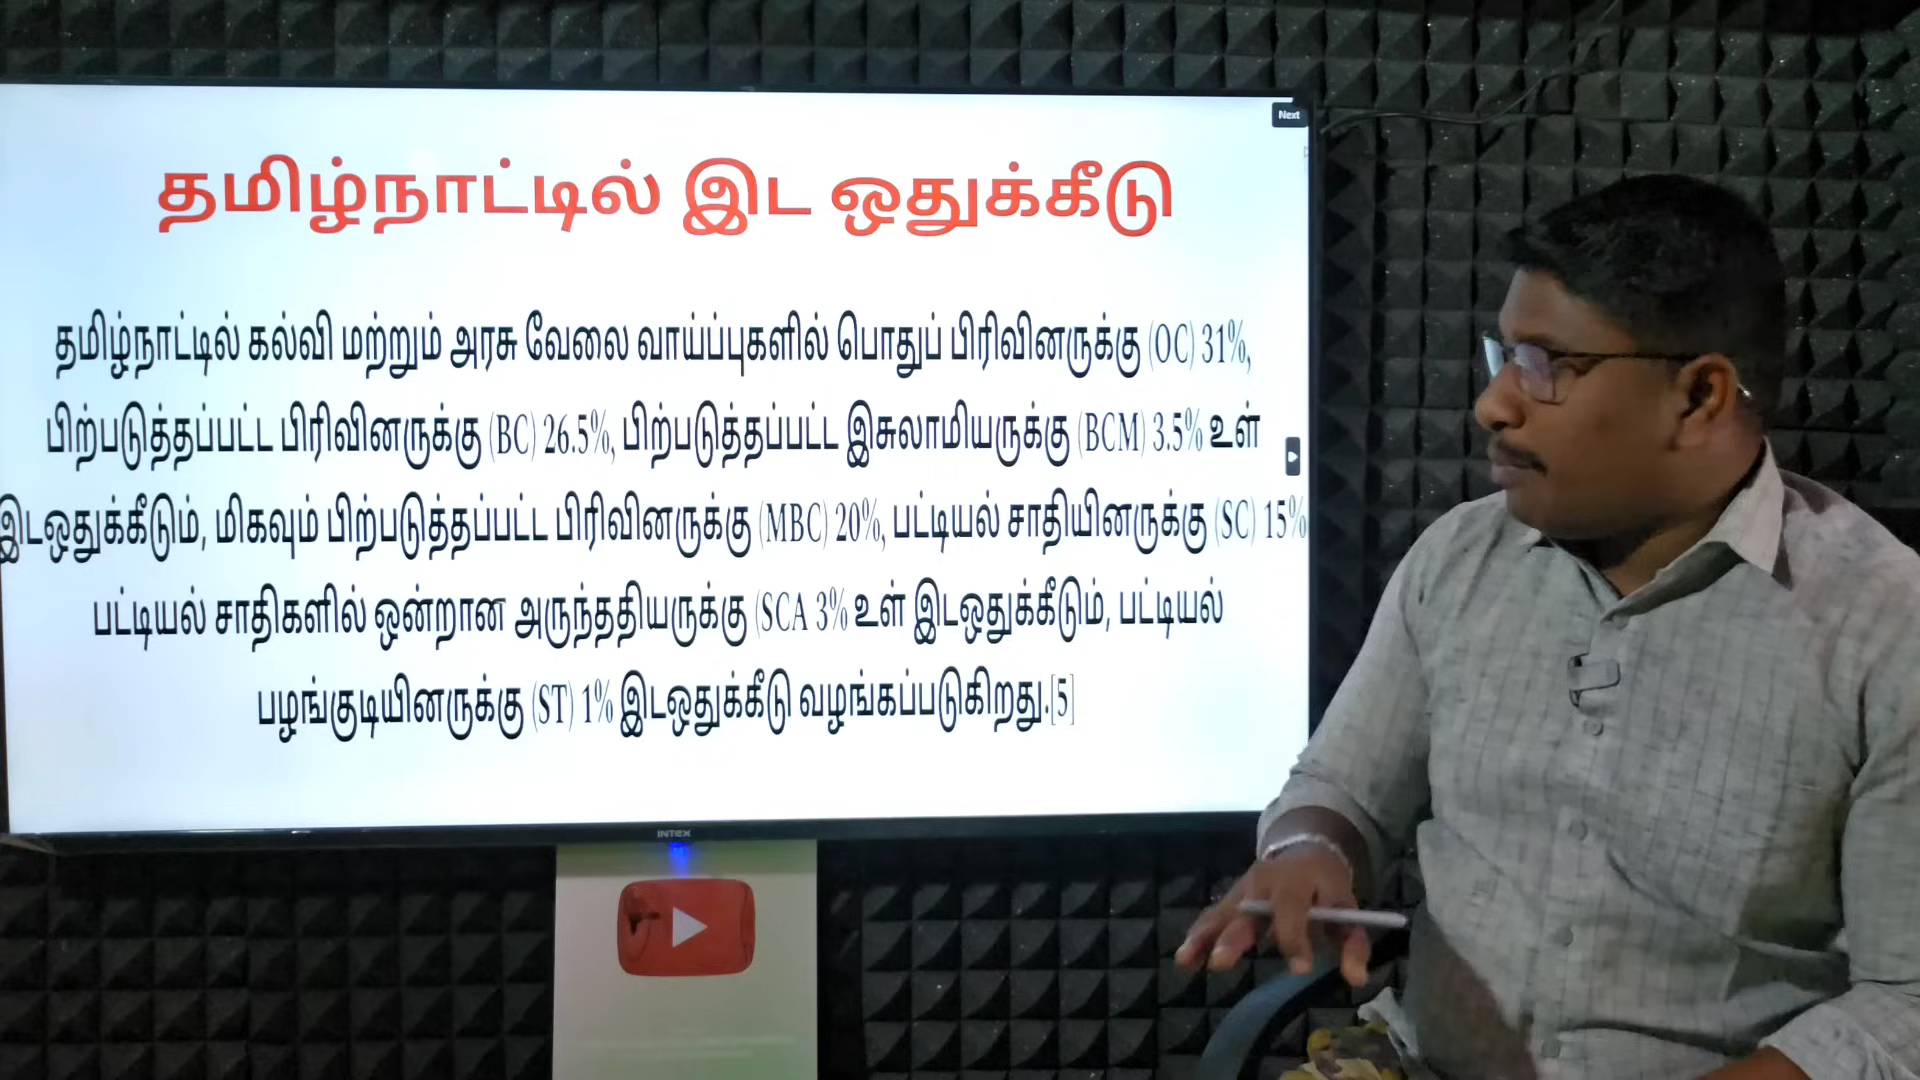 Next
தமிழ்நாட்டில் இட ஒதுக்கீடு
தமிழ்நாட்டில் கல்வி மற்றும் அரசு வேலை வாய்ப்புகளில் பொதுப் பிரிவினருக்கு (OC) 31%,
பிற்படுத்தப்பட்ட பிரிவினருக்கு (BC) 26.5%, பிற்படுத்தப்பட்ட இசுலாமியருக்கு (BCM) 3.5% உள்
இடஒதுக்கீடும், மிகவும் பிற்படுத்தப்பட்ட பிரிவினருக்கு (MBC) 20%, பட்டியல் சாதியினருக்கு (SC) 15%
பட்டியல் சாதிகளில் ஒன்றான அருந்ததியருக்கு (SCA 3% உள் இடஒதுக்கீடும், பட்டியல்
பழங்குடியினருக்கு (ST) 1% இடஒதுக்கீடு வழங்கப்படுகிறது.[5]
INTEX